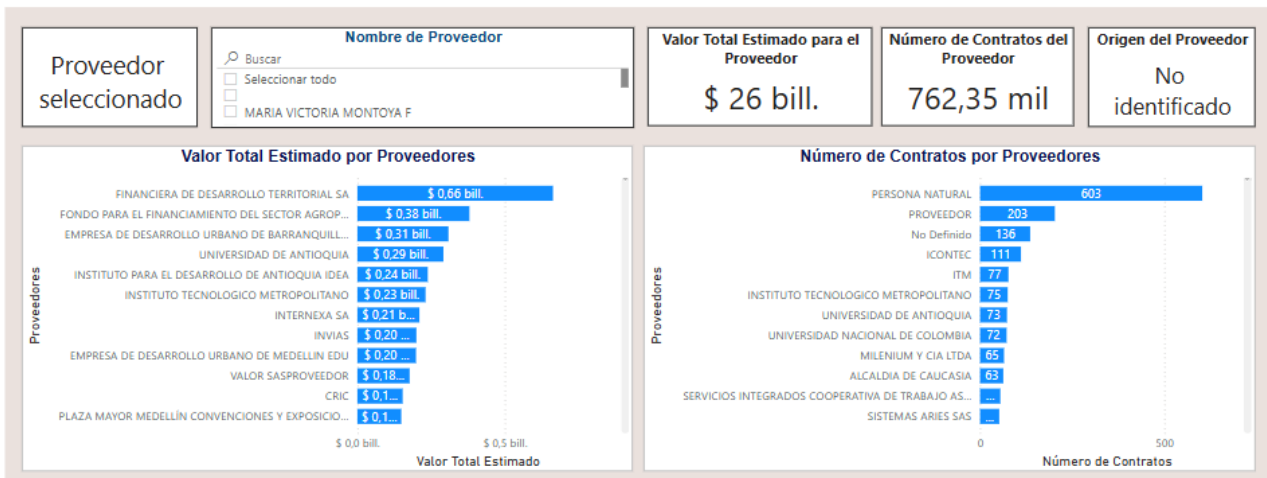 Proveedor
seleccionado
Nombre de Proveedor
Buscar
Seleccionar todo
MARIA VICTORIA MONTOYA F
Valor Total Estimado para el
Proveedor
$ 26 bill.
Número de Contratos del
Proveedor
762,35 mil
Origen del Proveedor
No
identificado
Valor Total Estimado por Proveedores
Proveedores
FINANCIERA DE DESARROLLO TERRITORIAL SA $ 0,66 bill.
FONDO PARA EL FINANCIAMIENTO DEL SECTOR AGROP... $ 0,38 bill.
EMPRESA DE DESARROLLO URBANO DE BARRANQUILL... $ 0,31 bill.
UNIVERSIDAD DE ANTIOQUIA $ 0,29 bill.
INSTITUTO PARA EL DESARROLLO DE ANTIOQUIA IDEA $ 0,24 bill.
INSTITUTO TECNOLOGICO METROPOLITANO $ 0,23 bill.
INTERNEXA SA $ 0,21 b...
INVIAS $ 0,20 ...
EMPRESA DE DESARROLLO URBANO DE MEDELLIN EDU $ 0,20 ...
VALOR SASPROVEEDOR $ 0,18...
CRIC $ 0,1...
PLAZA MAYOR MEDELLÍN CONVENCIONES Y EXPOSICIO... $ 0,1...
$ 0,0 bill. $ 0,5 bill.
Valor Total Estimado
Número de Contratos por Proveedores
Proveedores
PERSONA NATURAL 603
PROVEEDOR 203
No Definido 136
ICONTEC 111
ITM 77
INSTITUTO TECNOLOGICO METROPOLITANO 75
UNIVERSIDAD DE ANTIOQUIA 73
UNIVERSIDAD NACIONAL DE COLOMBIA 72
MILENIUM Y CIA LTDA 65
ALCALDIA DE CAUCASIA 63
SERVICIOS INTEGRADOS COOPERATIVA DE TRABAJO AS... ...
SISTEMAS ARIES SAS ...
0 500
Número de Contratos